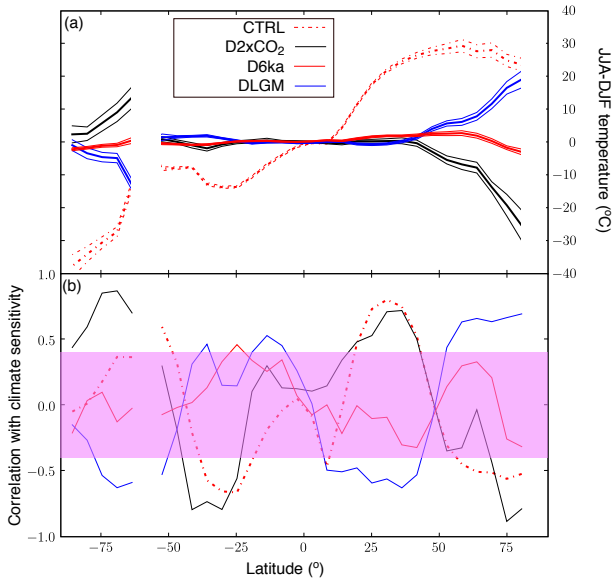 (a)
CTRL
D2xCO₂
D6ka
DLGM
40
30
20
10
0
−10
−20
−30
−40
JJA-DJF temperature (°C)
(b)
1.0
0.5
0.0
−0.5
−1.0
Correlation with climate sensitivity
−75 −50 −25 0 25 50 75
Latitude (°)